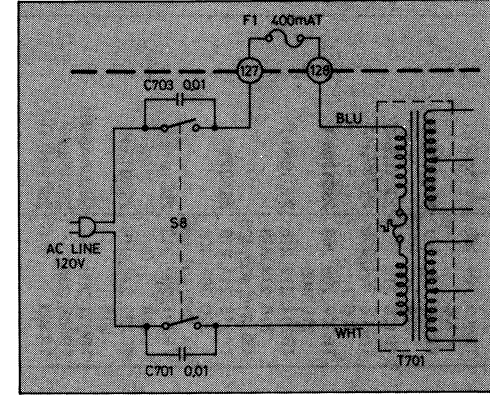 F1 400mAT
127
128
C703 0,01
BLU
S8
AC LINE
120V
WHT
C701 0,01
T701